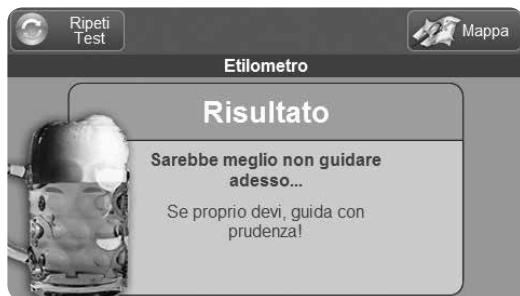 Ripeti
Test
Mappa
Etilometro
Risultato
Sarebbe meglio non guidare
adesso...
Se proprio devi, guida con
prudenza!